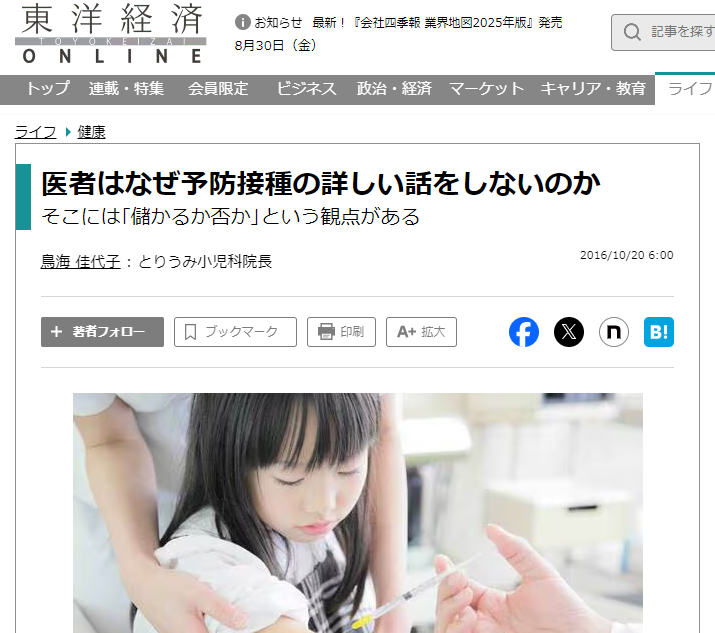 東洋経済
TOYOKEIZAI
ONLINE
お知らせ 最新！『会社四季報 業界地図2025年版』発売
8月30日（金）
記事を探す
トップ 連載・特集 会員限定 ビジネス 政治・経済 マーケット キャリア・教育 ライフ
ライフ 健康
医者はなぜ予防接種の詳しい話をしないのか
そこには「儲かるか否か」という観点がある
鳥海 佳代子 : とりうみ小児科院長
2016/10/20 6:00
+ 著者フォロー ブックマーク 印刷 A+ 拡大
f X n B!